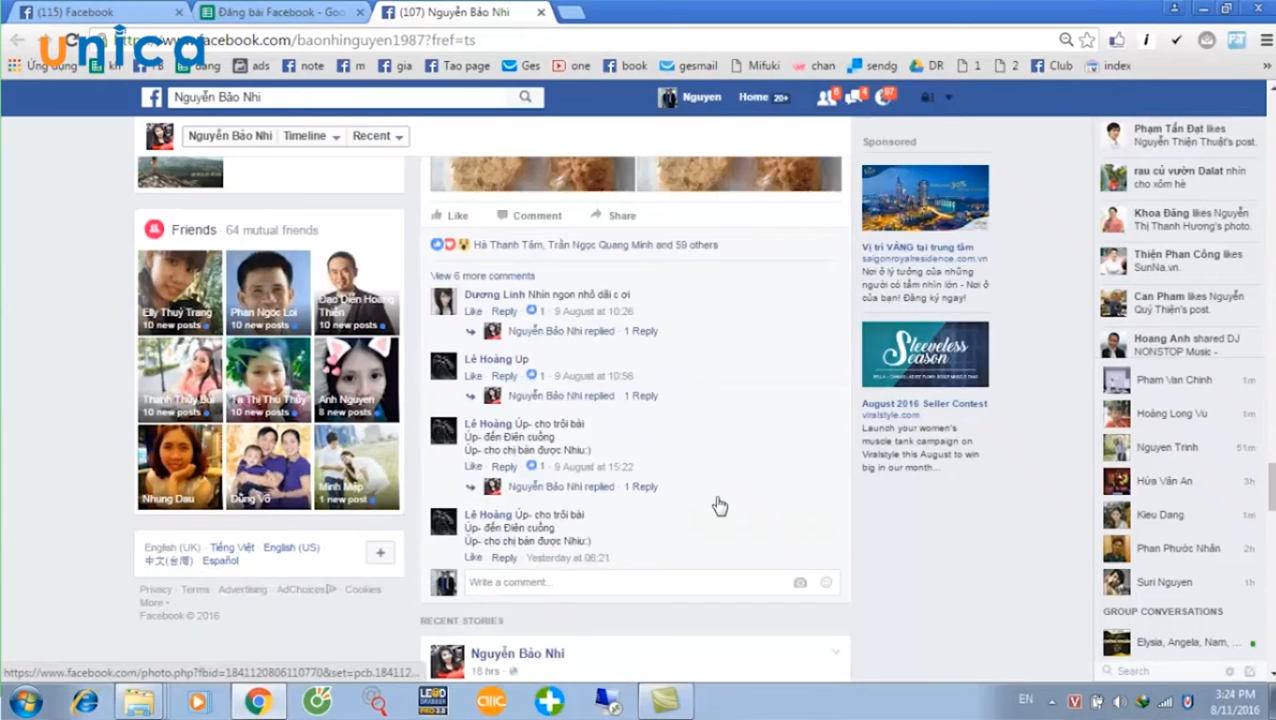 (115) Facebook
Đăng bài Facebook - Goo
(107) Nguyễn Bảo Nhi
unica
www.facebook.com/baonhinguyen1987?fref=ts
Ứng dụng
kh
FB
dang
ads
note
m
gia
Tao page
Ges
one
book
gesmail
Mifuki
chan
sendg
DR
1
2
Club
index
Nguyễn Bảo Nhi
Nguyen
Home 20+
6
4
97
Nguyễn Bảo Nhi
Timeline
Recent
Friends · 64 mutual friends
Elly Thuỳ Trang
10 new posts
Phan Ngọc Loi
10 new posts
Đạo Diễn Hoàng Thiên
10 new posts
Thanh Thủy Bùi
10 new posts
Tạ Thị Thu Thủy
10 new posts
Anh Nguyen
8 new posts
Nhung Dau
Dũng Võ
Minh Mập
1 new post
English (UK) · Tiếng Việt · English (US)
中文(台灣) · Español
+
Privacy · Terms · Advertising · AdChoices · Cookies
More
Facebook © 2016
Like
Comment
Share
Hà Thanh Tâm, Trần Ngọc Quang Minh and 59 others
View 6 more comments
Dương Linh Nhìn ngon nhỏ dãi c ơi
Like · Reply · 1 · 9 August at 10:26
Nguyễn Bảo Nhi replied · 1 Reply
Lê Hoàng Up
Like · Reply · 1 · 9 August at 10:56
Nguyễn Bảo Nhi replied · 1 Reply
Lê Hoàng Úp- cho trôi bài
Úp- đến Điên cuồng
Úp- cho chị bán được Nhiu:)
Like · Reply · 1 · 9 August at 15:22
Nguyễn Bảo Nhi replied · 1 Reply
Lê Hoàng Úp- cho trôi bài
Úp- đến Điên cuồng
Úp- cho chị bán được Nhiu:)
Like · Reply · Yesterday at 06:21
Write a comment...
RECENT STORIES
Nguyễn Bảo Nhi
18 hrs ·
Sponsored
Vị trí VÀNG tại trung tâm
saigonroyalresidence.com.vn
Nơi ở lý tưởng của những
người có tầm nhìn lớn - Nơi ở
của bạn! Đăng ký ngay!
Sleeveless
SEASON
August 2016 Seller Contest
viralstyle.com
Launch your women's
muscle tank campaign on
Viralstyle this August to win
big in our month...
Phạm Tấn Đạt likes
Nguyễn Thiện Thuật's post.
rau củ vườn Dalat nhìn
cho xôm hè
Khoa Đăng likes Nguyễn
Thị Thanh Hương's photo.
Thiện Phan Công likes
SunNa.vn.
Can Pham likes Nguyễn
Quý Thiện's post.
Hoang Anh shared DJ
NONSTOP Music -
Pham Van Chinh 1m
Hoàng Long Vu 1m
Nguyen Trinh 51m
Hứa Văn An 3h
Kieu Dang 1m
Phan Phước Nhẫn 2h
Suri Nguyen 1h
GROUP CONVERSATIONS
Elysia, Angela, Nam, ...
Search
https://www.facebook.com/photo.php?fbid=1841120806110770&set=pcb.184112...
EN
3:24 PM
8/11/2016